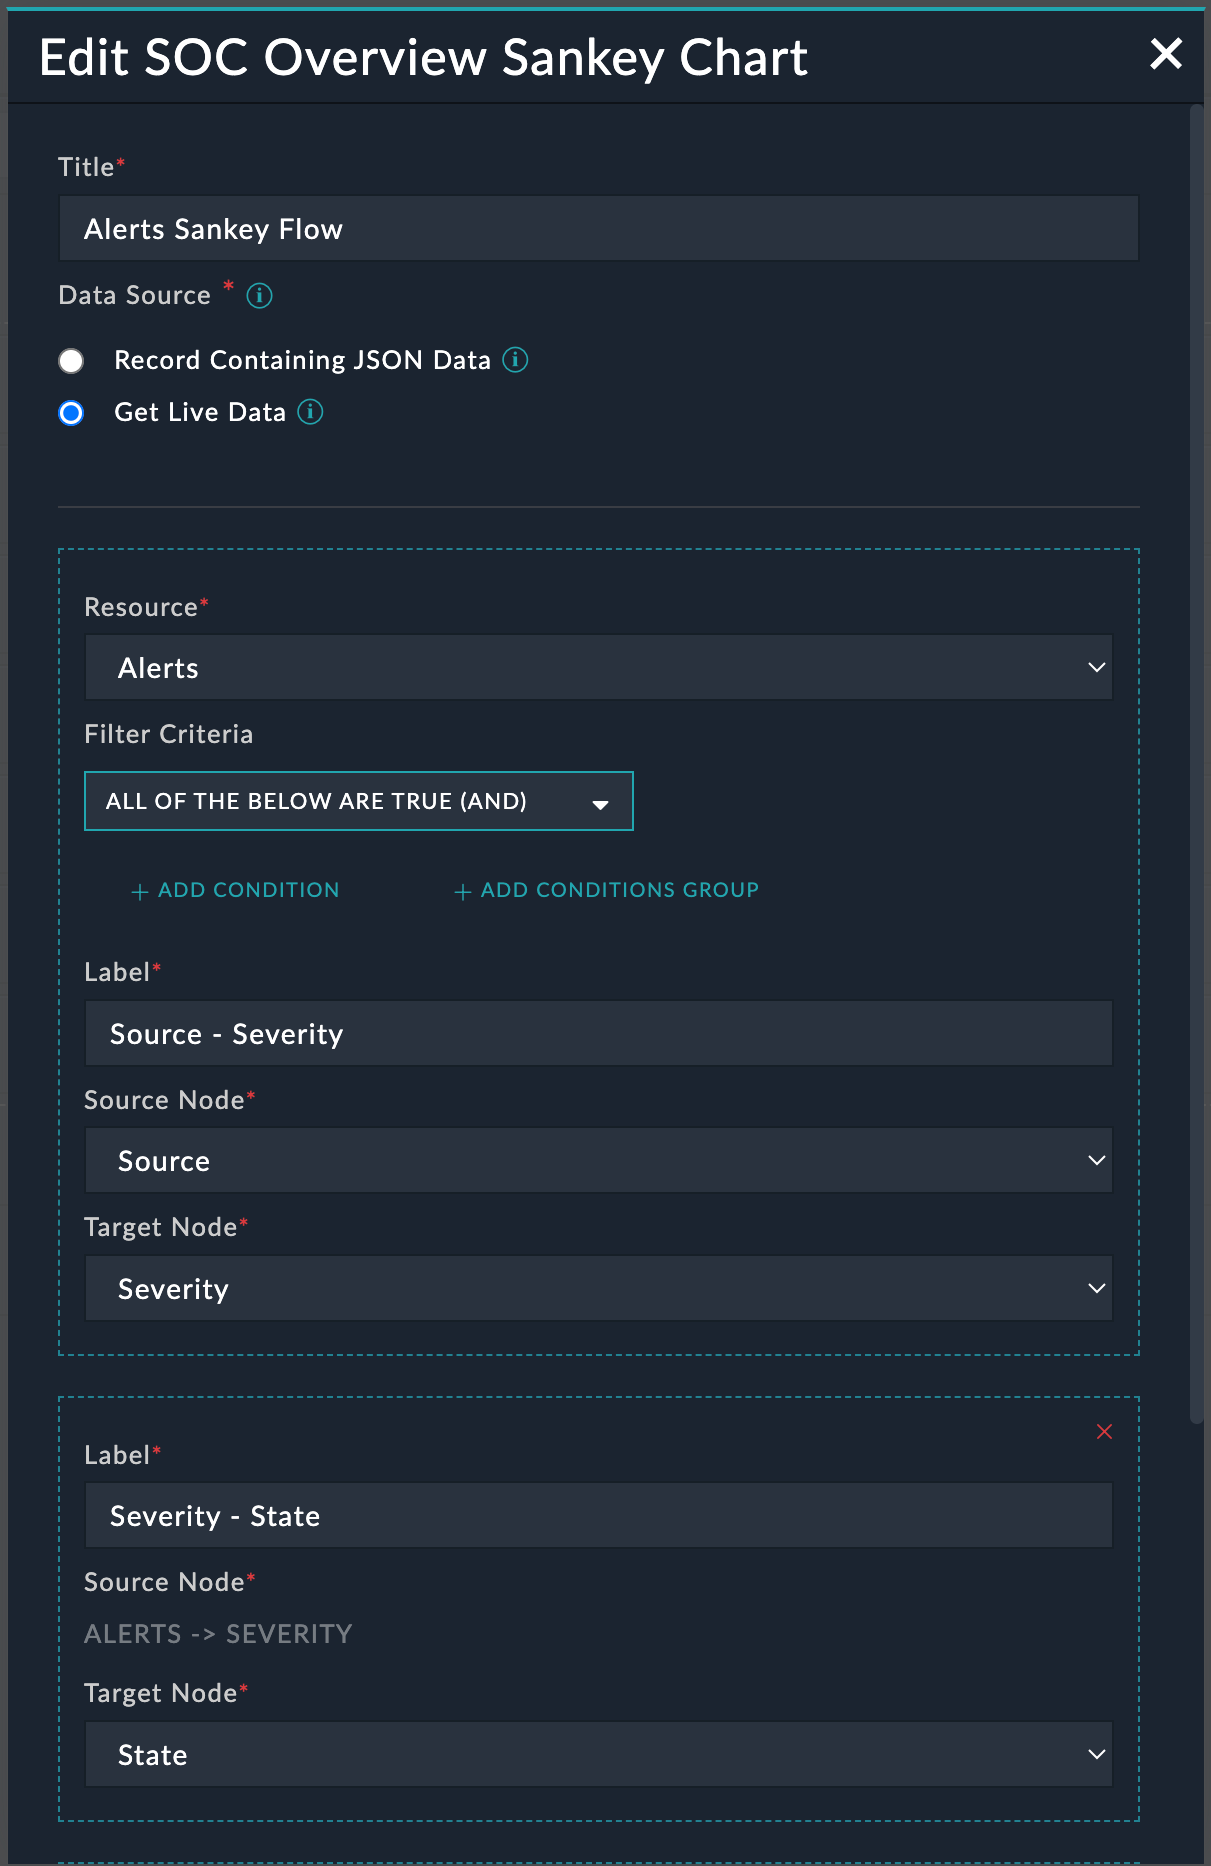 Edit SOC Overview Sankey Chart
Title*
Alerts Sankey Flow
Data Source *
Record Containing JSON Data
Get Live Data
Resource*
Alerts
Filter Criteria
ALL OF THE BELOW ARE TRUE (AND)
+ ADD CONDITION + ADD CONDITIONS GROUP
Label*
Source - Severity
Source Node*
Source
Target Node*
Severity
Label*
Severity - State
Source Node*
ALERTS -> SEVERITY
Target Node*
State